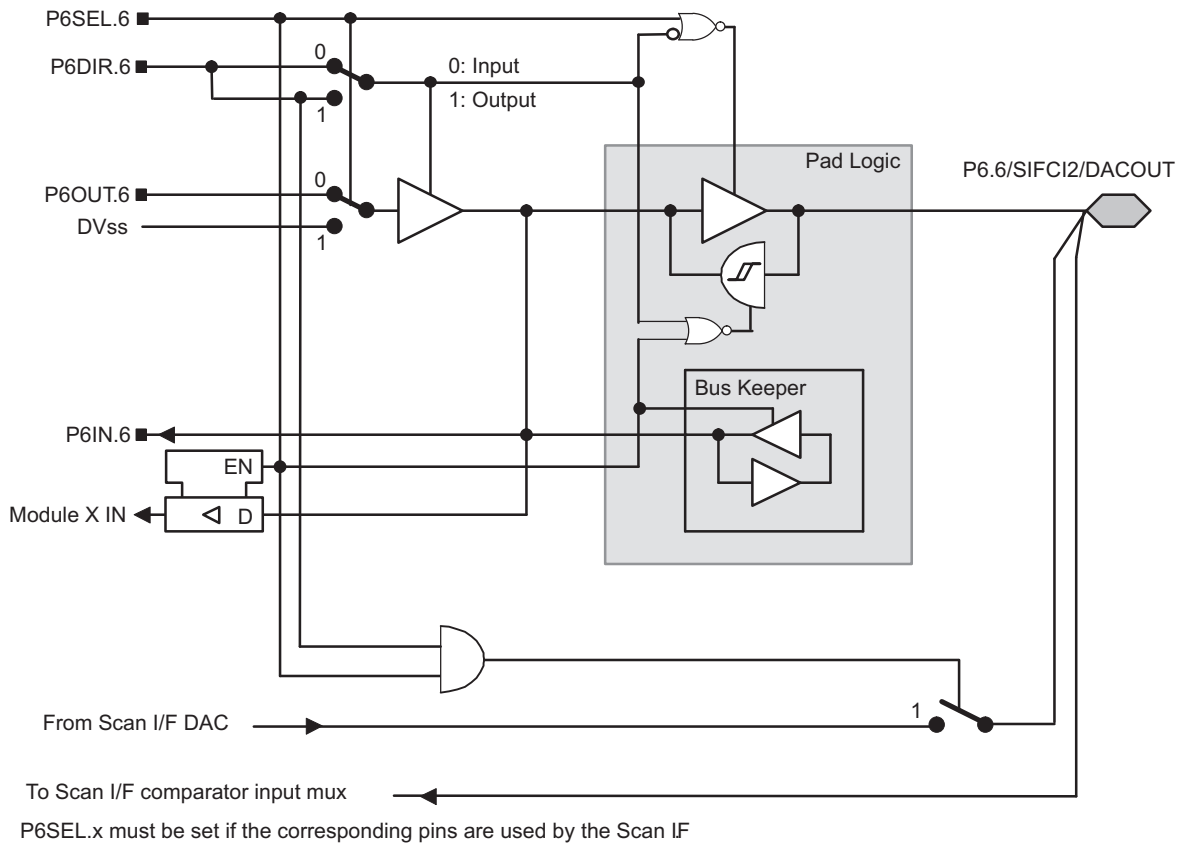 P6SEL.6
P6DIR.6
0
0: Input
1
1: Output
Pad Logic
P6.6/SIFCI2/DACOUT
P6OUT.6
0
DVss
1
Bus Keeper
P6IN.6
EN
Module X IN
D
1
From Scan I/F DAC
To Scan I/F comparator input mux
P6SEL.x must be set if the corresponding pins are used by the Scan I.F